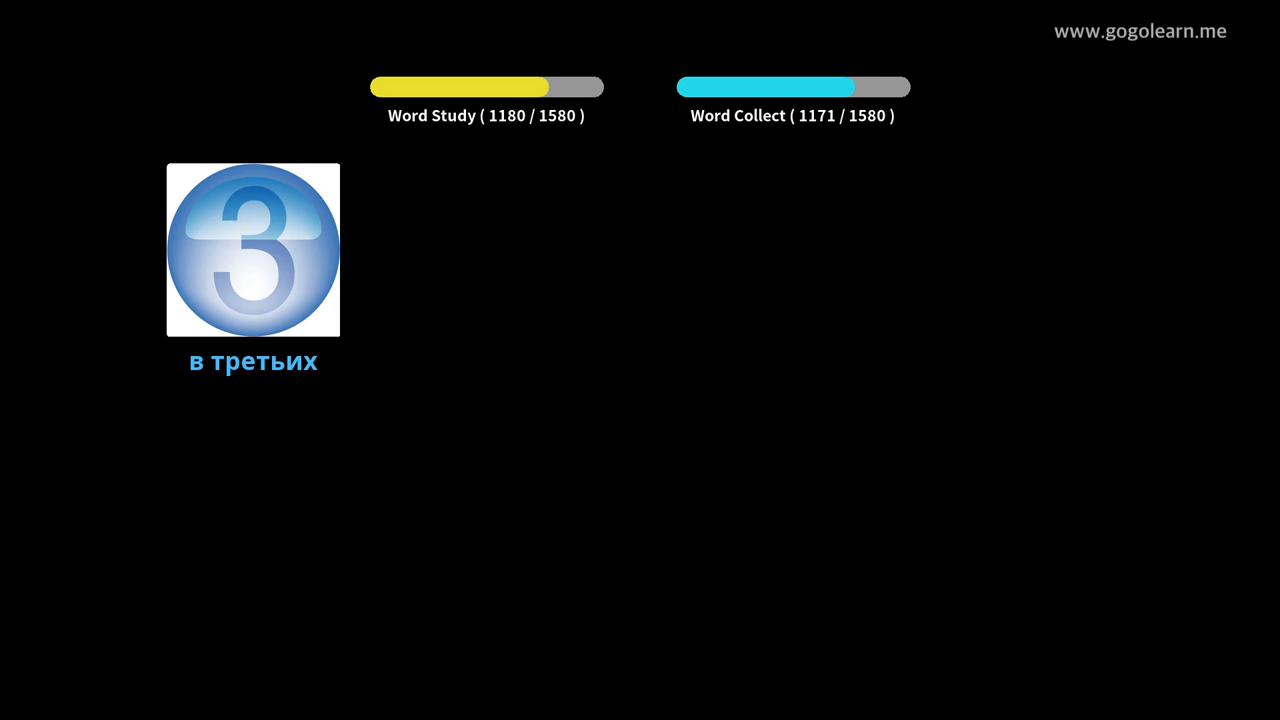 www.gogolearn.me
Word Study ( 1180 / 1580 )
Word Collect ( 1171 / 1580 )
3
в третьих